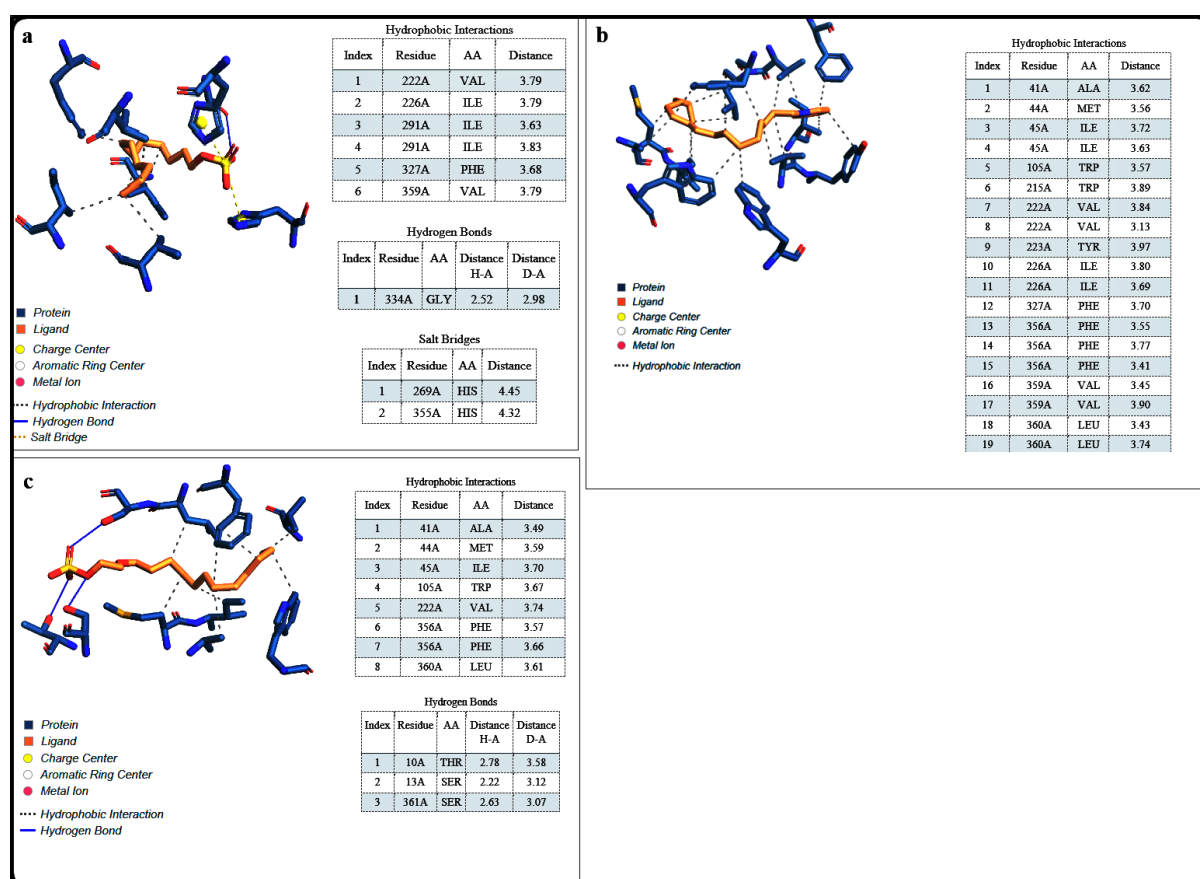 a
Hydrophobic Interactions
Index Residue AA Distance
1 222A VAL 3.79
2 226A ILE 3.79
3 291A ILE 3.63
4 291A ILE 3.83
5 327A PHE 3.68
6 359A VAL 3.79
Hydrogen Bonds
Index Residue AA Distance H-A Distance D-A
1 334A GLY 2.52 2.98
Salt Bridges
Index Residue AA Distance
1 269A HIS 4.45
2 355A HIS 4.32
Protein
Ligand
Charge Center
Aromatic Ring Center
Metal Ion
Hydrophobic Interaction
Hydrogen Bond
Salt Bridge
b
Hydrophobic Interactions
Index Residue AA Distance
1 41A ALA 3.62
2 44A MET 3.56
3 45A ILE 3.72
4 45A ILE 3.63
5 105A TRP 3.57
6 215A TRP 3.89
7 222A VAL 3.84
8 222A VAL 3.13
9 223A TYR 3.97
10 226A ILE 3.80
11 226A ILE 3.69
12 327A PHE 3.70
13 356A PHE 3.55
14 356A PHE 3.77
15 356A PHE 3.41
16 359A VAL 3.45
17 359A VAL 3.90
18 360A LEU 3.43
19 360A LEU 3.74
Protein
Ligand
Charge Center
Aromatic Ring Center
Metal Ion
Hydrophobic Interaction
c
Hydrophobic Interactions
Index Residue AA Distance
1 41A ALA 3.49
2 44A MET 3.59
3 45A ILE 3.70
4 105A TRP 3.67
5 222A VAL 3.74
6 356A PHE 3.57
7 356A PHE 3.66
8 360A LEU 3.61
Hydrogen Bonds
Index Residue AA Distance H-A Distance D-A
1 10A THR 2.78 3.58
2 13A SER 2.22 3.12
3 361A SER 2.63 3.07
Protein
Ligand
Charge Center
Aromatic Ring Center
Metal Ion
Hydrophobic Interaction
Hydrogen Bond